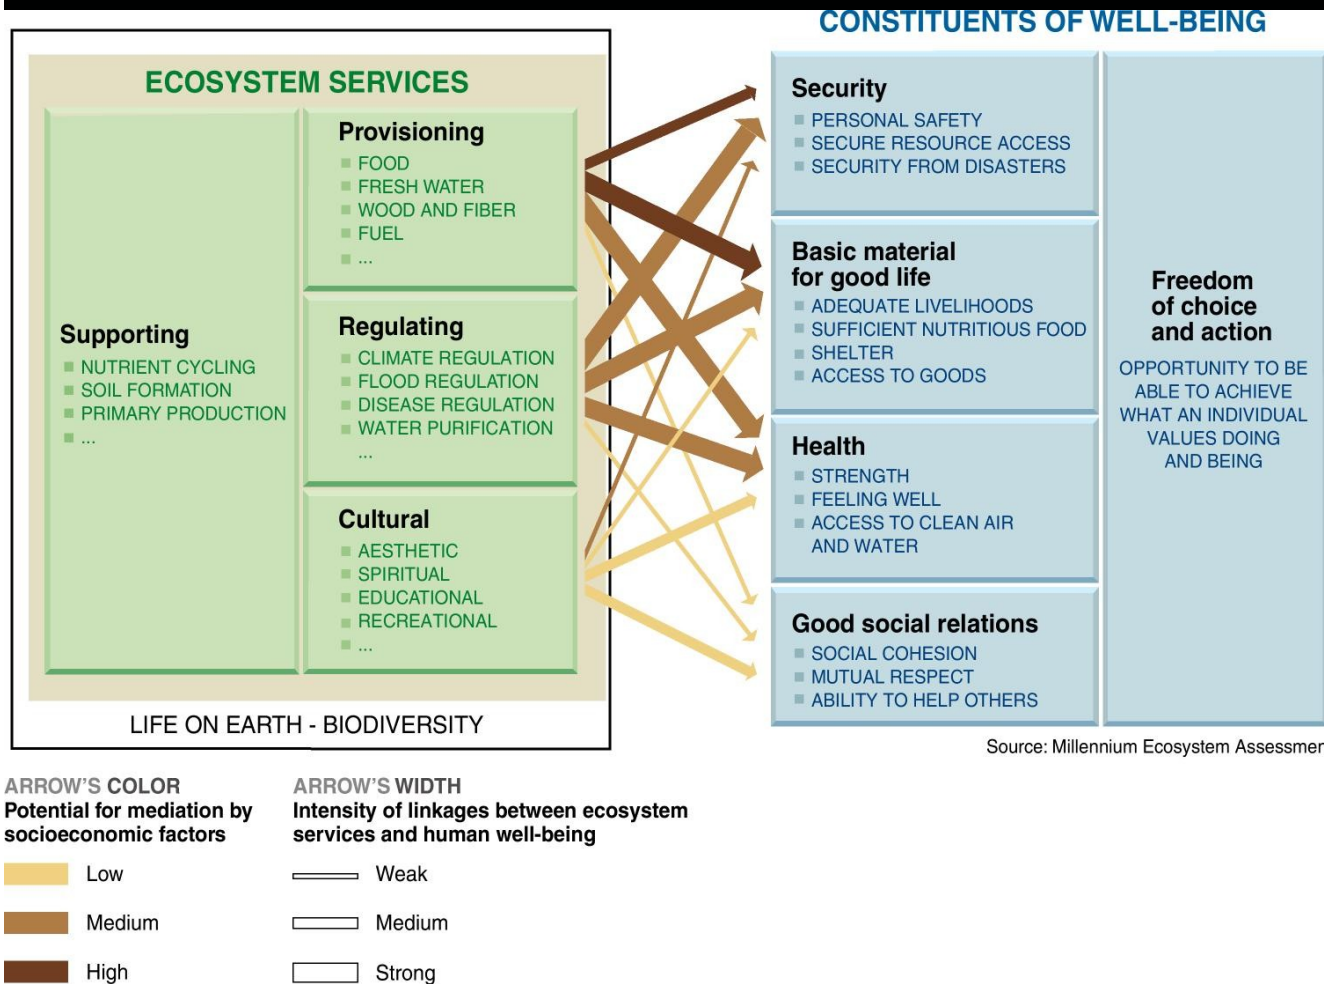 CONSTITUENTS OF WELL-BEING
ECOSYSTEM SERVICES
Supporting
NUTRIENT CYCLING
SOIL FORMATION
PRIMARY PRODUCTION
...
Provisioning
FOOD
FRESH WATER
WOOD AND FIBER
FUEL
...
Regulating
CLIMATE REGULATION
FLOOD REGULATION
DISEASE REGULATION
WATER PURIFICATION
...
Cultural
AESTHETIC
SPIRITUAL
EDUCATIONAL
RECREATIONAL
...
LIFE ON EARTH - BIODIVERSITY
Security
PERSONAL SAFETY
SECURE RESOURCE ACCESS
SECURITY FROM DISASTERS
Basic material
for good life
ADEQUATE LIVELIHOODS
SUFFICIENT NUTRITIOUS FOOD
SHELTER
ACCESS TO GOODS
Health
STRENGTH
FEELING WELL
ACCESS TO CLEAN AIR
AND WATER
Good social relations
SOCIAL COHESION
MUTUAL RESPECT
ABILITY TO HELP OTHERS
Freedom
of choice
and action
OPPORTUNITY TO BE
ABLE TO ACHIEVE
WHAT AN INDIVIDUAL
VALUES DOING
AND BEING
Source: Millennium Ecosystem Assessmen
ARROW'S COLOR
Potential for mediation by
socioeconomic factors
Low
Medium
High
ARROW'S WIDTH
Intensity of linkages between ecosystem
services and human well-being
Weak
Medium
Strong